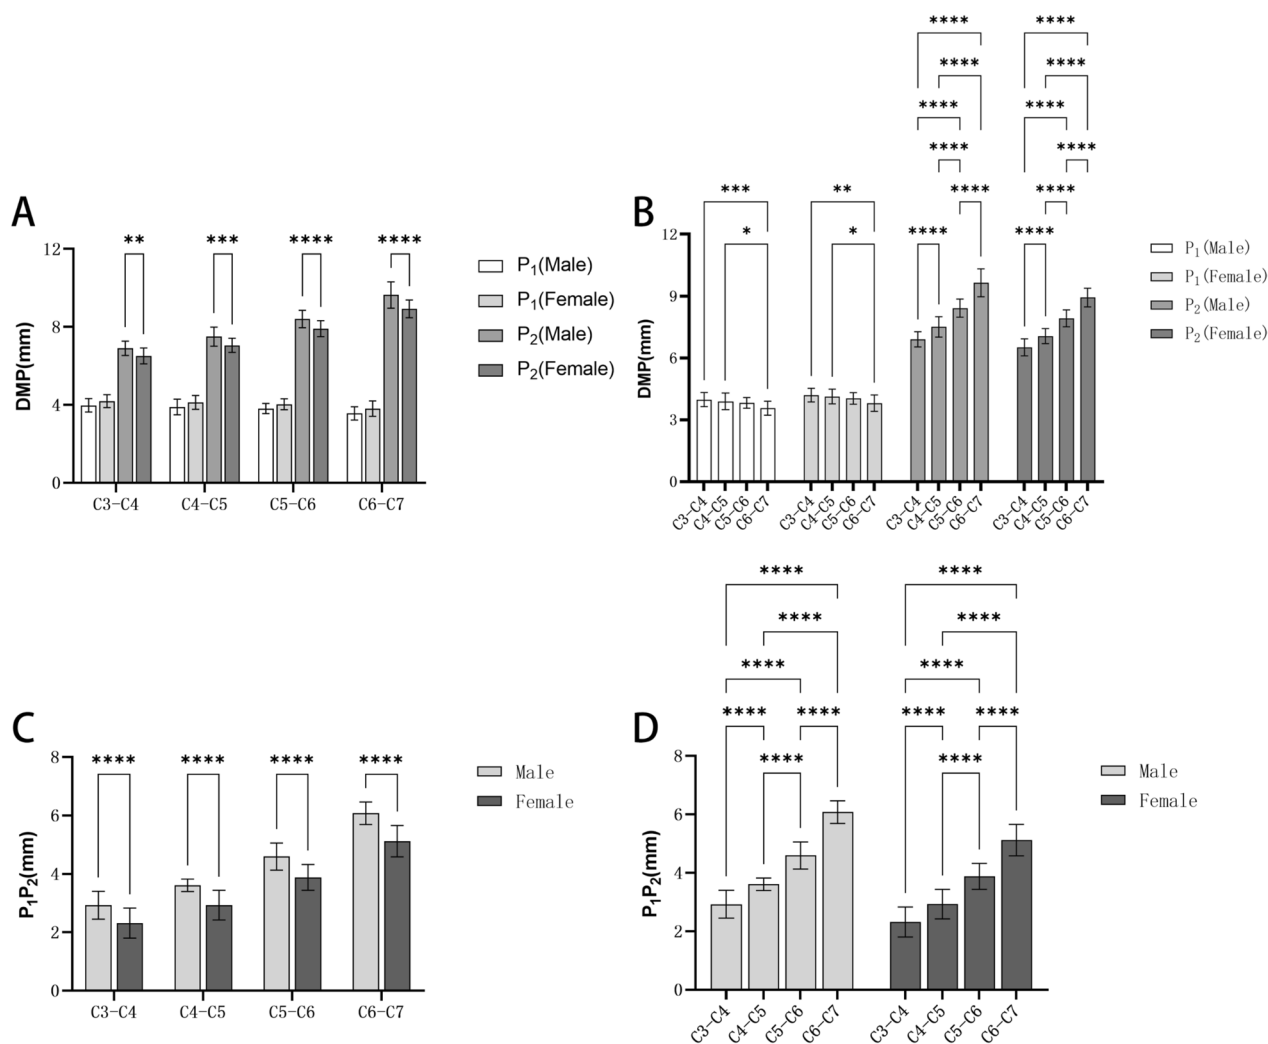 A
DMP(mm)
12
8
4
0
** *** **** ****
C3-C4 C4-C5 C5-C6 C6-C7
P1(Male)
P1(Female)
P2(Male)
P2(Female)
B
DMP(mm)
12
9
6
3
0
**** ****
**** ****
**** ****
**** ****
*** ** **** ****
* * **** ****
C3-C4 C4-C5 C5-C6 C6-C7 C3-C4 C4-C5 C5-C6 C6-C7 C3-C4 C4-C5 C5-C6 C6-C7 C3-C4 C4-C5 C5-C6 C6-C7
P1(Male)
P1(Female)
P2(Male)
P2(Female)
C
P1P2(mm)
8
6
4
2
0
**** **** **** ****
C3-C4 C4-C5 C5-C6 C6-C7
Male
Female
D
P1P2(mm)
8
6
4
2
0
**** ****
**** ****
**** ****
**** **** **** ****
**** ****
C3-C4 C4-C5 C5-C6 C6-C7 C3-C4 C4-C5 C5-C6 C6-C7
Male
Female